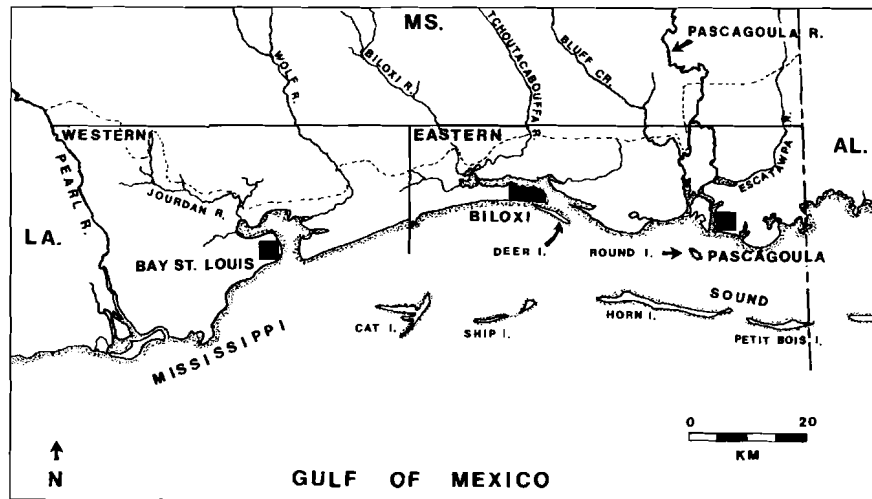 MS.
PASCAGOULA R.
WOLF R.
BILOXI R.
TCHOUTACABOUFFA R.
BLUFF CR.
WESTERN
EASTERN
ESCATAWPA R.
AL.
PEARL R.
JOURDAN R.
LA.
BAY ST. LOUIS
BILOXI
DEER I.
ROUND I.
PASCAGOULA
MISSISSIPPI
SOUND
CAT I.
SHIP I.
HORN I.
PETIT BOIS I.
0 10 20
KM
N
GULF OF MEXICO